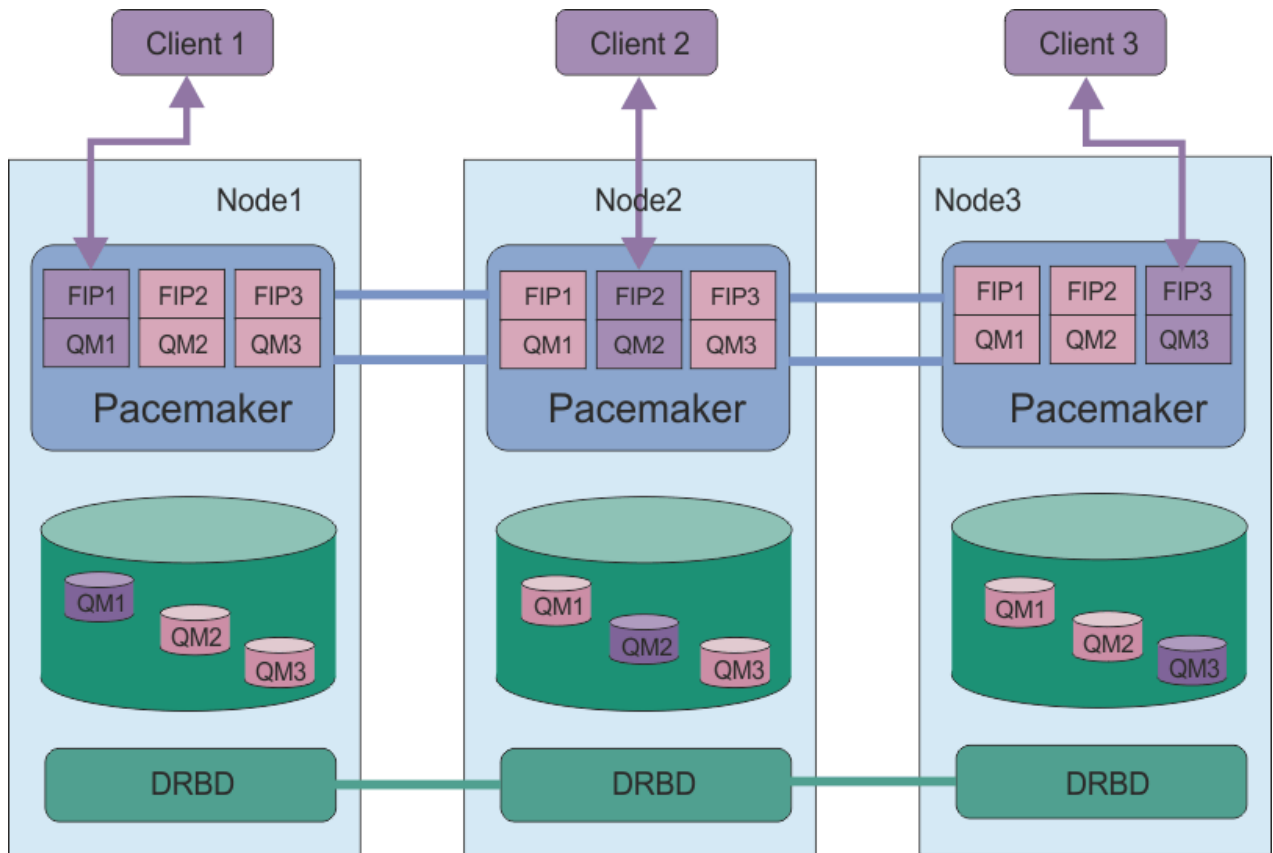 Client 1
Client 2
Client 3
Node1
Node2
Node3
FIP1 FIP2 FIP3
QM1 QM2 QM3
Pacemaker
FIP1 FIP2 FIP3
QM1 QM2 QM3
Pacemaker
FIP1 FIP2 FIP3
QM1 QM2 QM3
Pacemaker
QM1
QM2
QM3
QM1
QM2
QM3
QM1
QM2
QM3
DRBD
DRBD
DRBD